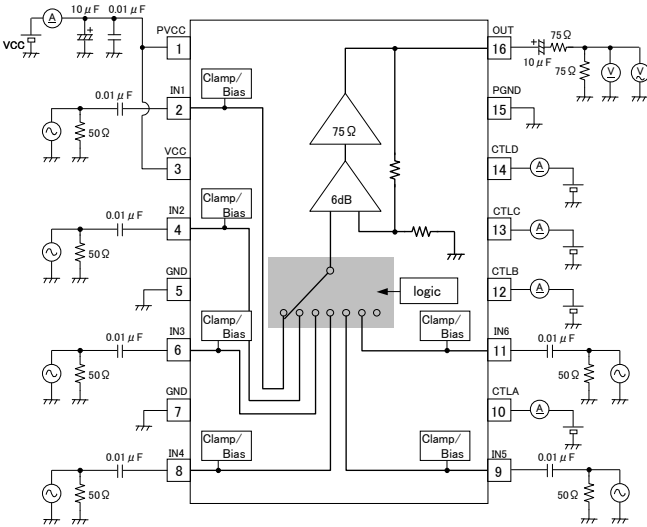 A
10μF
0.01μF
VCC
PVCC
1
0.01μF
IN1
2
50Ω
Clamp/
Bias
VCC
3
0.01μF
IN2
4
50Ω
Clamp/
Bias
GND
5
0.01μF
IN3
6
50Ω
Clamp/
Bias
GND
7
0.01μF
IN4
8
50Ω
Clamp/
Bias
75Ω
6dB
logic
OUT
16
+
10μF
75Ω
75Ω
V
V
PGND
15
CTLD
14
A
CTLC
13
A
CTLB
12
A
Clamp/
Bias
IN6
11
0.01μF
50Ω
CTLA
10
A
Clamp/
Bias
IN5
9
0.01μF
50Ω